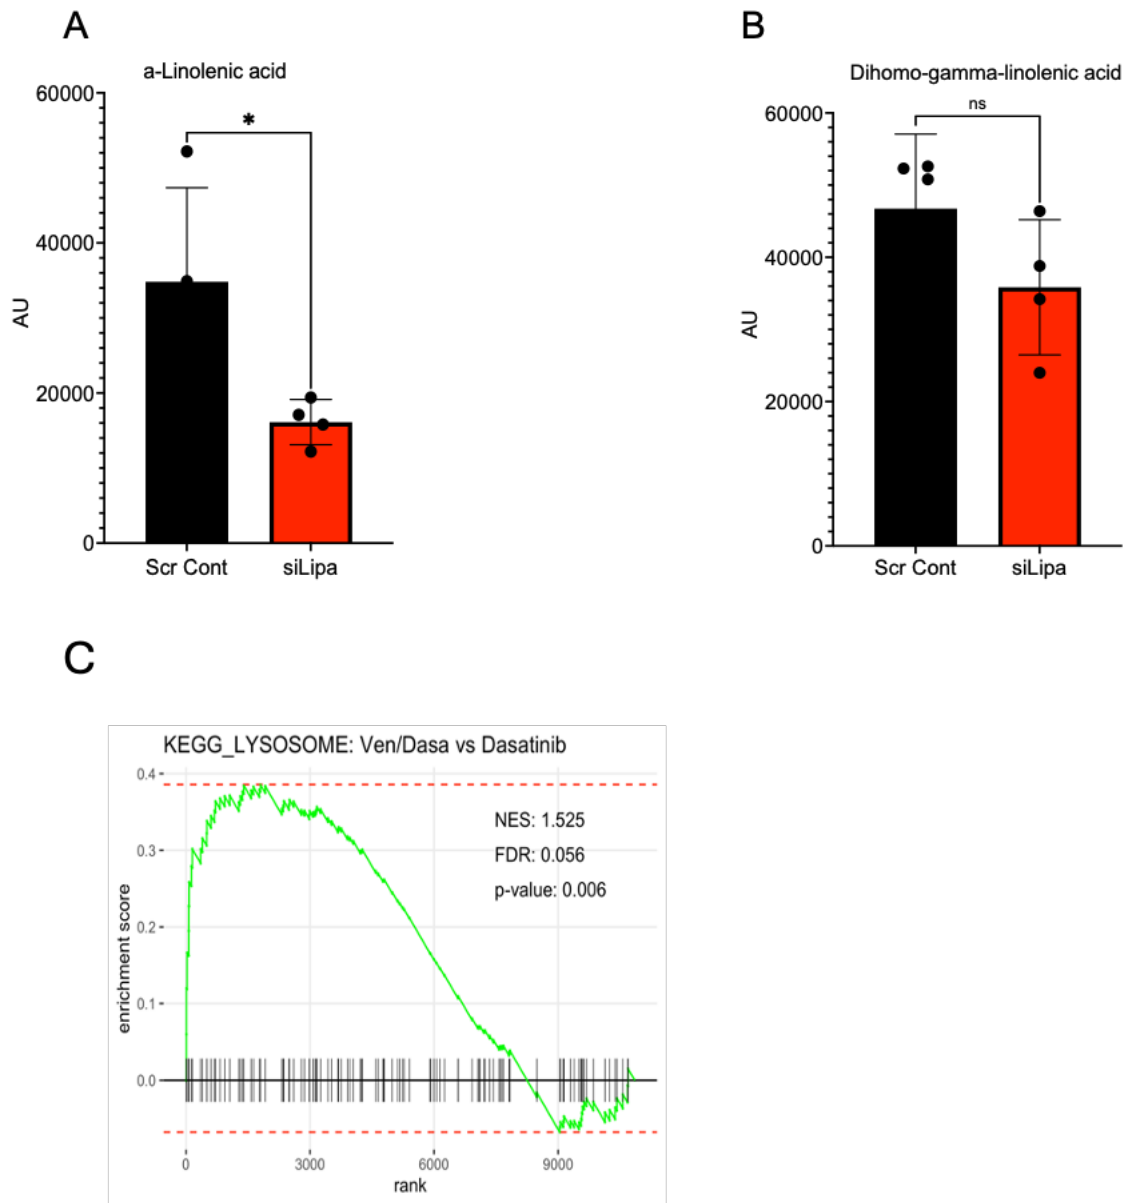 A
a-Linolenic acid
60000
40000
20000
0
AU
*
Scr Cont
siLipa
B
Dihomo-gamma-linolenic acid
60000
40000
20000
0
AU
ns
Scr Cont
siLipa
C
KEGG_LYSOSOME: Ven/Dasa vs Dasatinib
0.4
0.3
0.2
0.1
0.0
enrichment score
NES: 1.525
FDR: 0.056
p-value: 0.006
0
3000
6000
9000
rank